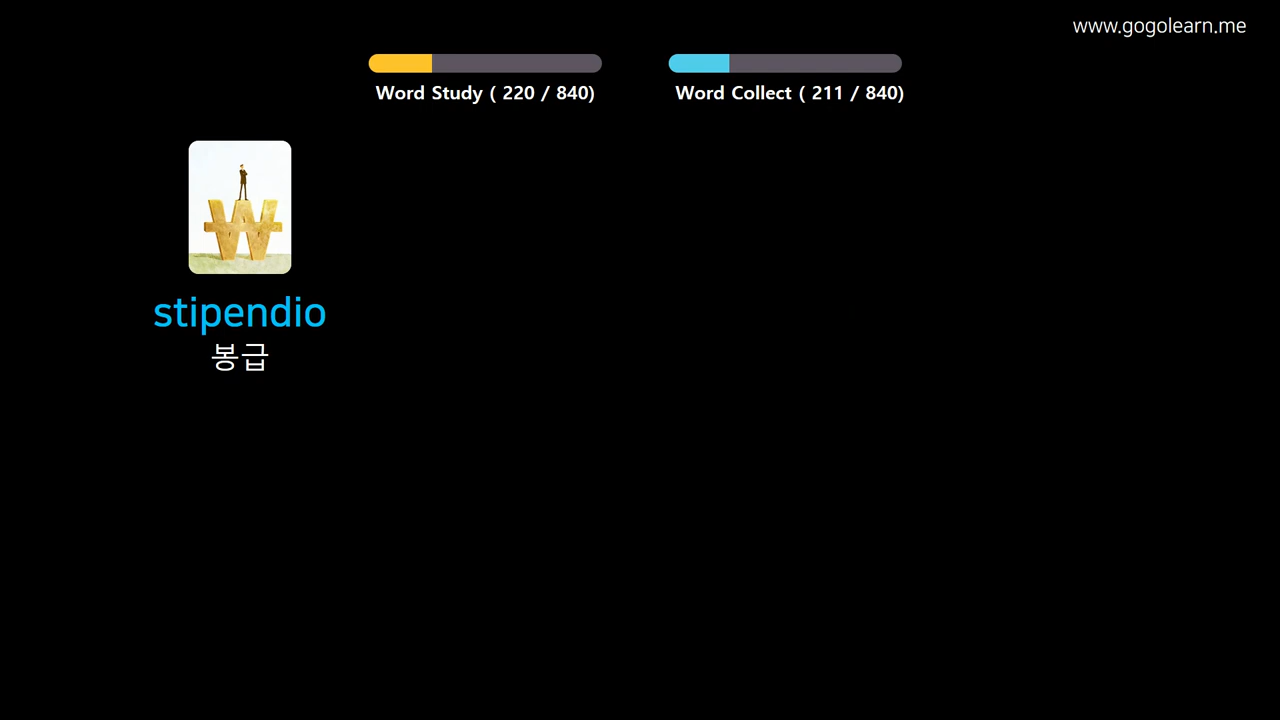 www.gogolearn.me
Word Study ( 220 / 840)
Word Collect ( 211 / 840)
stipendio
봉급